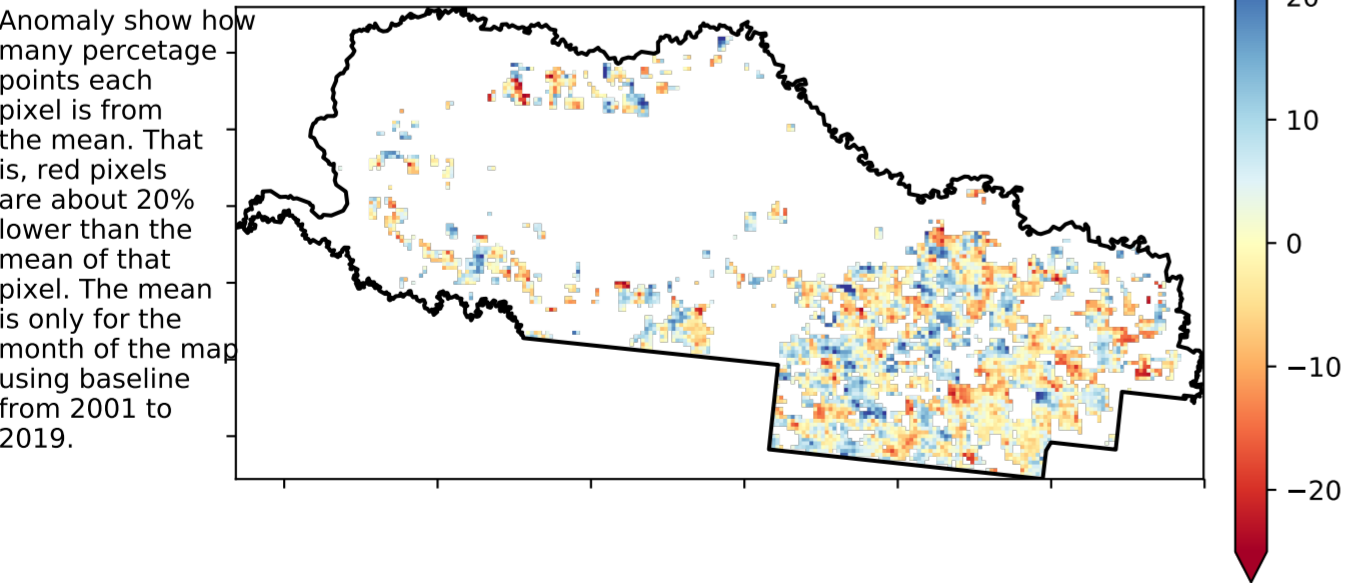 Anomaly show how
many percetage
points each
pixel is from
the mean. That
is, red pixels
are about 20%
lower than the
mean of that
pixel. The mean
is only for the
month of the map
using baseline
from 2001 to
2019.
20
10
0
−10
−20